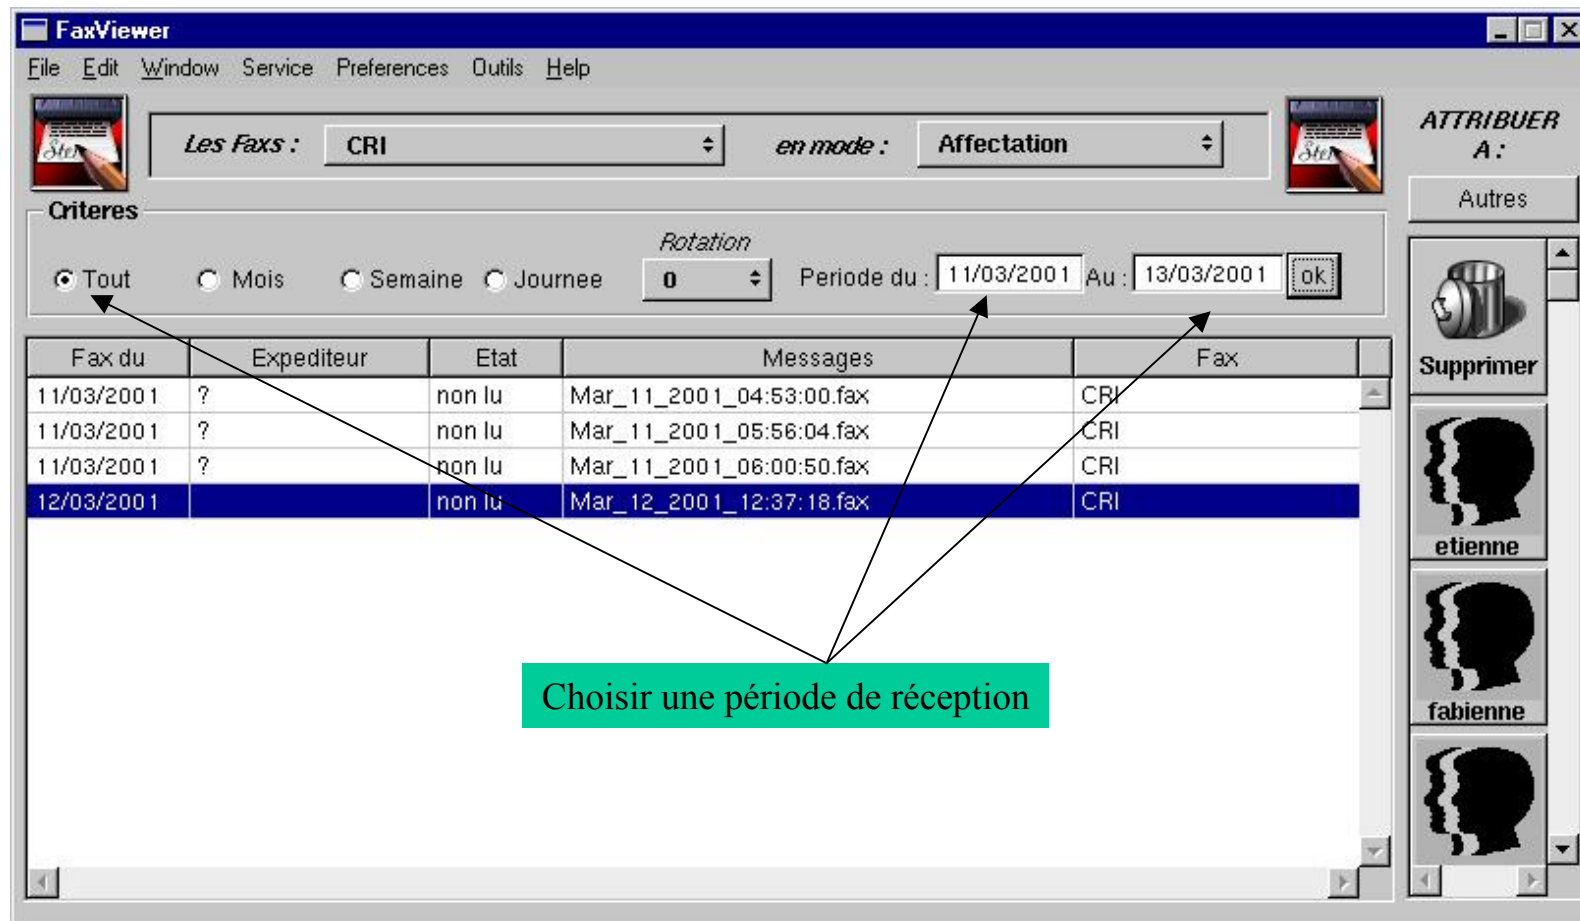 FaxViewer
File Edit Window Service Preferences Outils Help
Les Faxs : CRI en mode : Affectation
ATTRIBUER
A :
Autres
Criteres
Rotation
Tout Mois Semaine Journee 0 Periode du : 11/03/2001 Au : 13/03/2001 ok
Fax du Expediteur Etat Messages Fax
11/03/2001 ? non lu Mar_11_2001_04:53:00.fax CRI
11/03/2001 ? non lu Mar_11_2001_05:56:04.fax CRI
11/03/2001 ? non lu Mar_11_2001_06:00:50.fax CRI
12/03/2001 non lu Mar_12_2001_12:37:18.fax CRI
Supprimer
etienne
fabienne
Choisir une période de réception